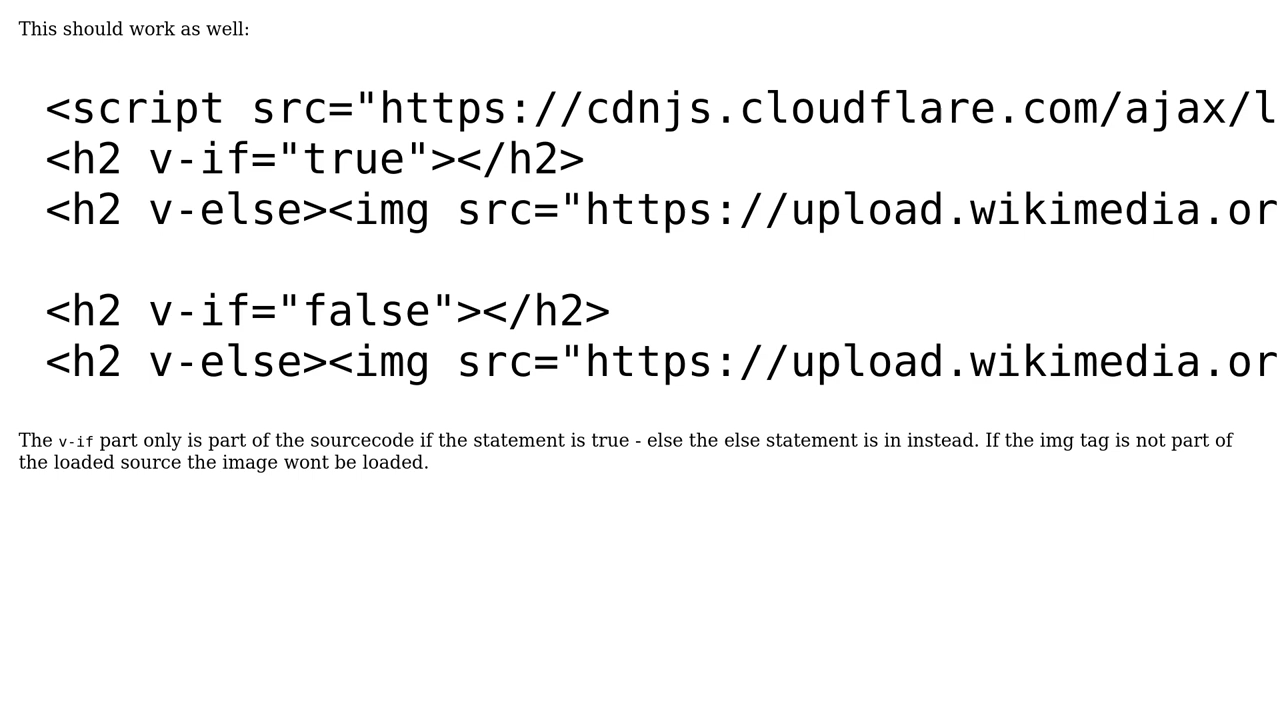 This should work as well:
<script src="https://cdnjs.cloudflare.com/ajax/l
<h2 v-if="true"></h2>
<h2 v-else><img src="https://upload.wikimedia.or
<h2 v-if="false"></h2>
<h2 v-else><img src="https://upload.wikimedia.or
The v-if part only is part of the sourcecode if the statement is true - else the else statement is in instead. If the img tag is not part of
the loaded source the image wont be loaded.